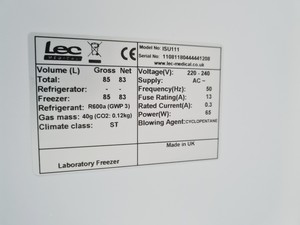 Lec
MEDICAL
Model No: ISU111
www.lec-medical.co.uk
Serial No: 11081180444441208
Volume (L) Gross Net
Total: 85 83
Refrigerator: - -
Freezer: 85 83
Refrigerant: R600a (GWP 3)
Gas mass: 40g (CO2: 0.12kg)
Climate class: ST
Voltage(V): 220 - 240
Supply: AC ~
Frequency(Hz): 50
Fuse Rating(A): 13
Rated Current(A): 0.3
Power(W): 65
Blowing Agent: CYCLOPENTANE
Laboratory Freezer
Made in UK